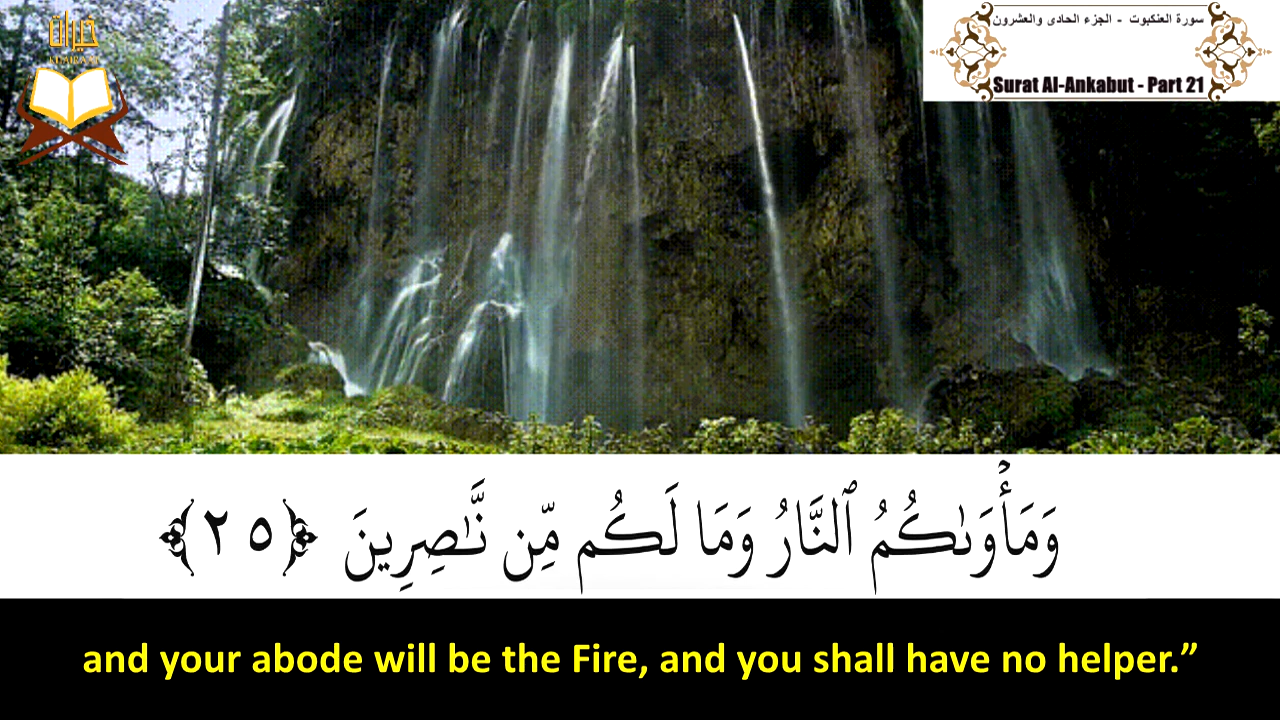 خيرات
KHAIRAAT
سورة العنكبوت - الجزء الحادى والعشرون
Surat Al-Ankabut - Part 21
وَمَأْوَىٰكُمُ ٱلنَّارُ وَمَا لَكُم مِّن نَّـٰصِرِينَ ﴿٢٥﴾
and your abode will be the Fire, and you shall have no helper.”